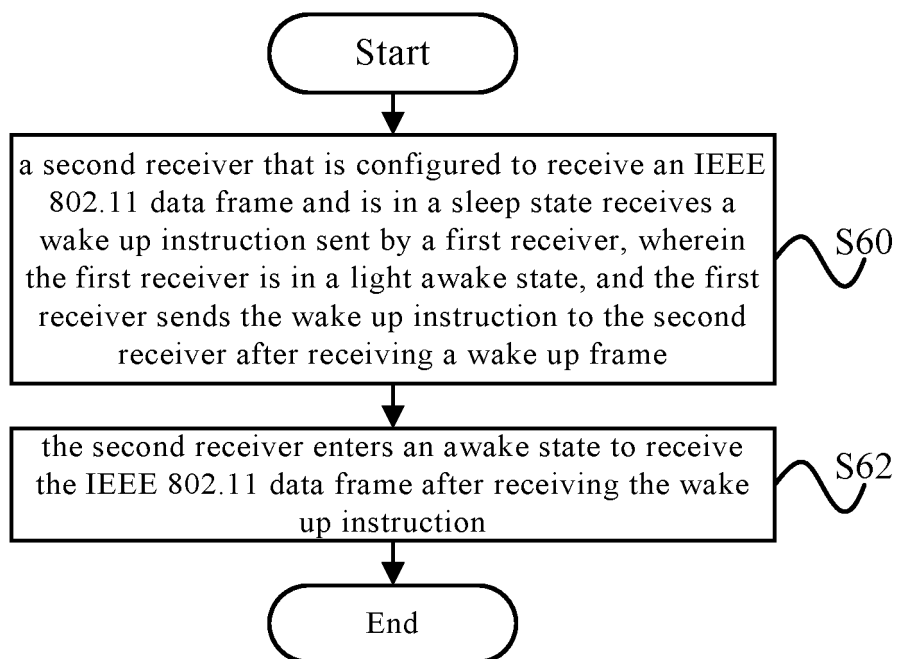 Start
a second receiver that is configured to receive an IEEE
802.11 data frame and is in a sleep state receives a
wake up instruction sent by a first receiver, wherein
the first receiver is in a light awake state, and the first
receiver sends the wake up instruction to the second
receiver after receiving a wake up frame
S60
the second receiver enters an awake state to receive
the IEEE 802.11 data frame after receiving the wake
up instruction
S62
End